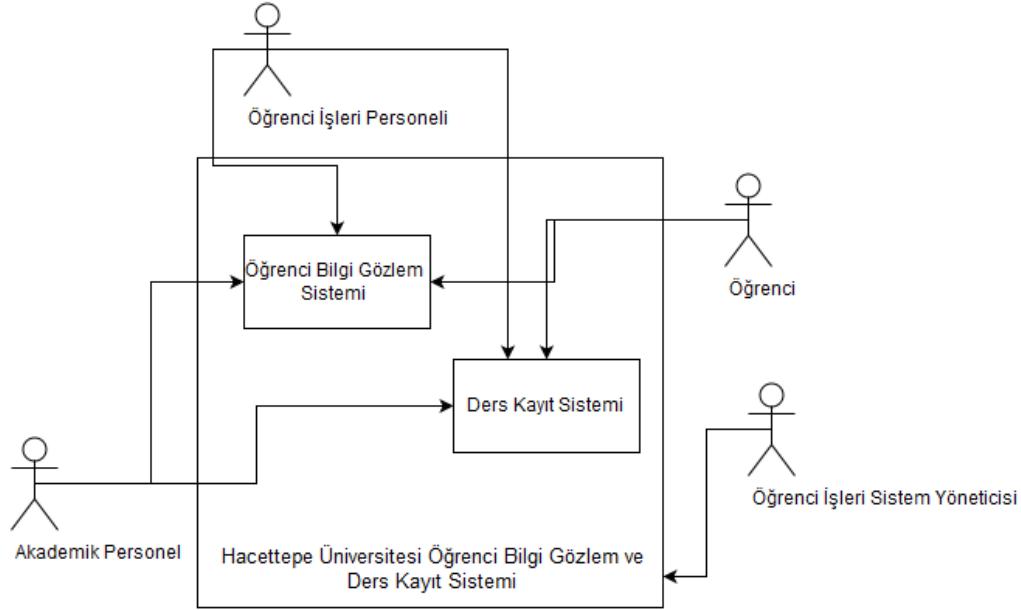 Öğrenci İşleri Personeli
Öğrenci Bilgi Gözlem
Sistemi
Öğrenci
Ders Kayıt Sistemi
Öğrenci İşleri Sistem Yöneticisi
Akademik Personel
Hacettepe Üniversitesi Öğrenci Bilgi Gözlem ve
Ders Kayıt Sistemi